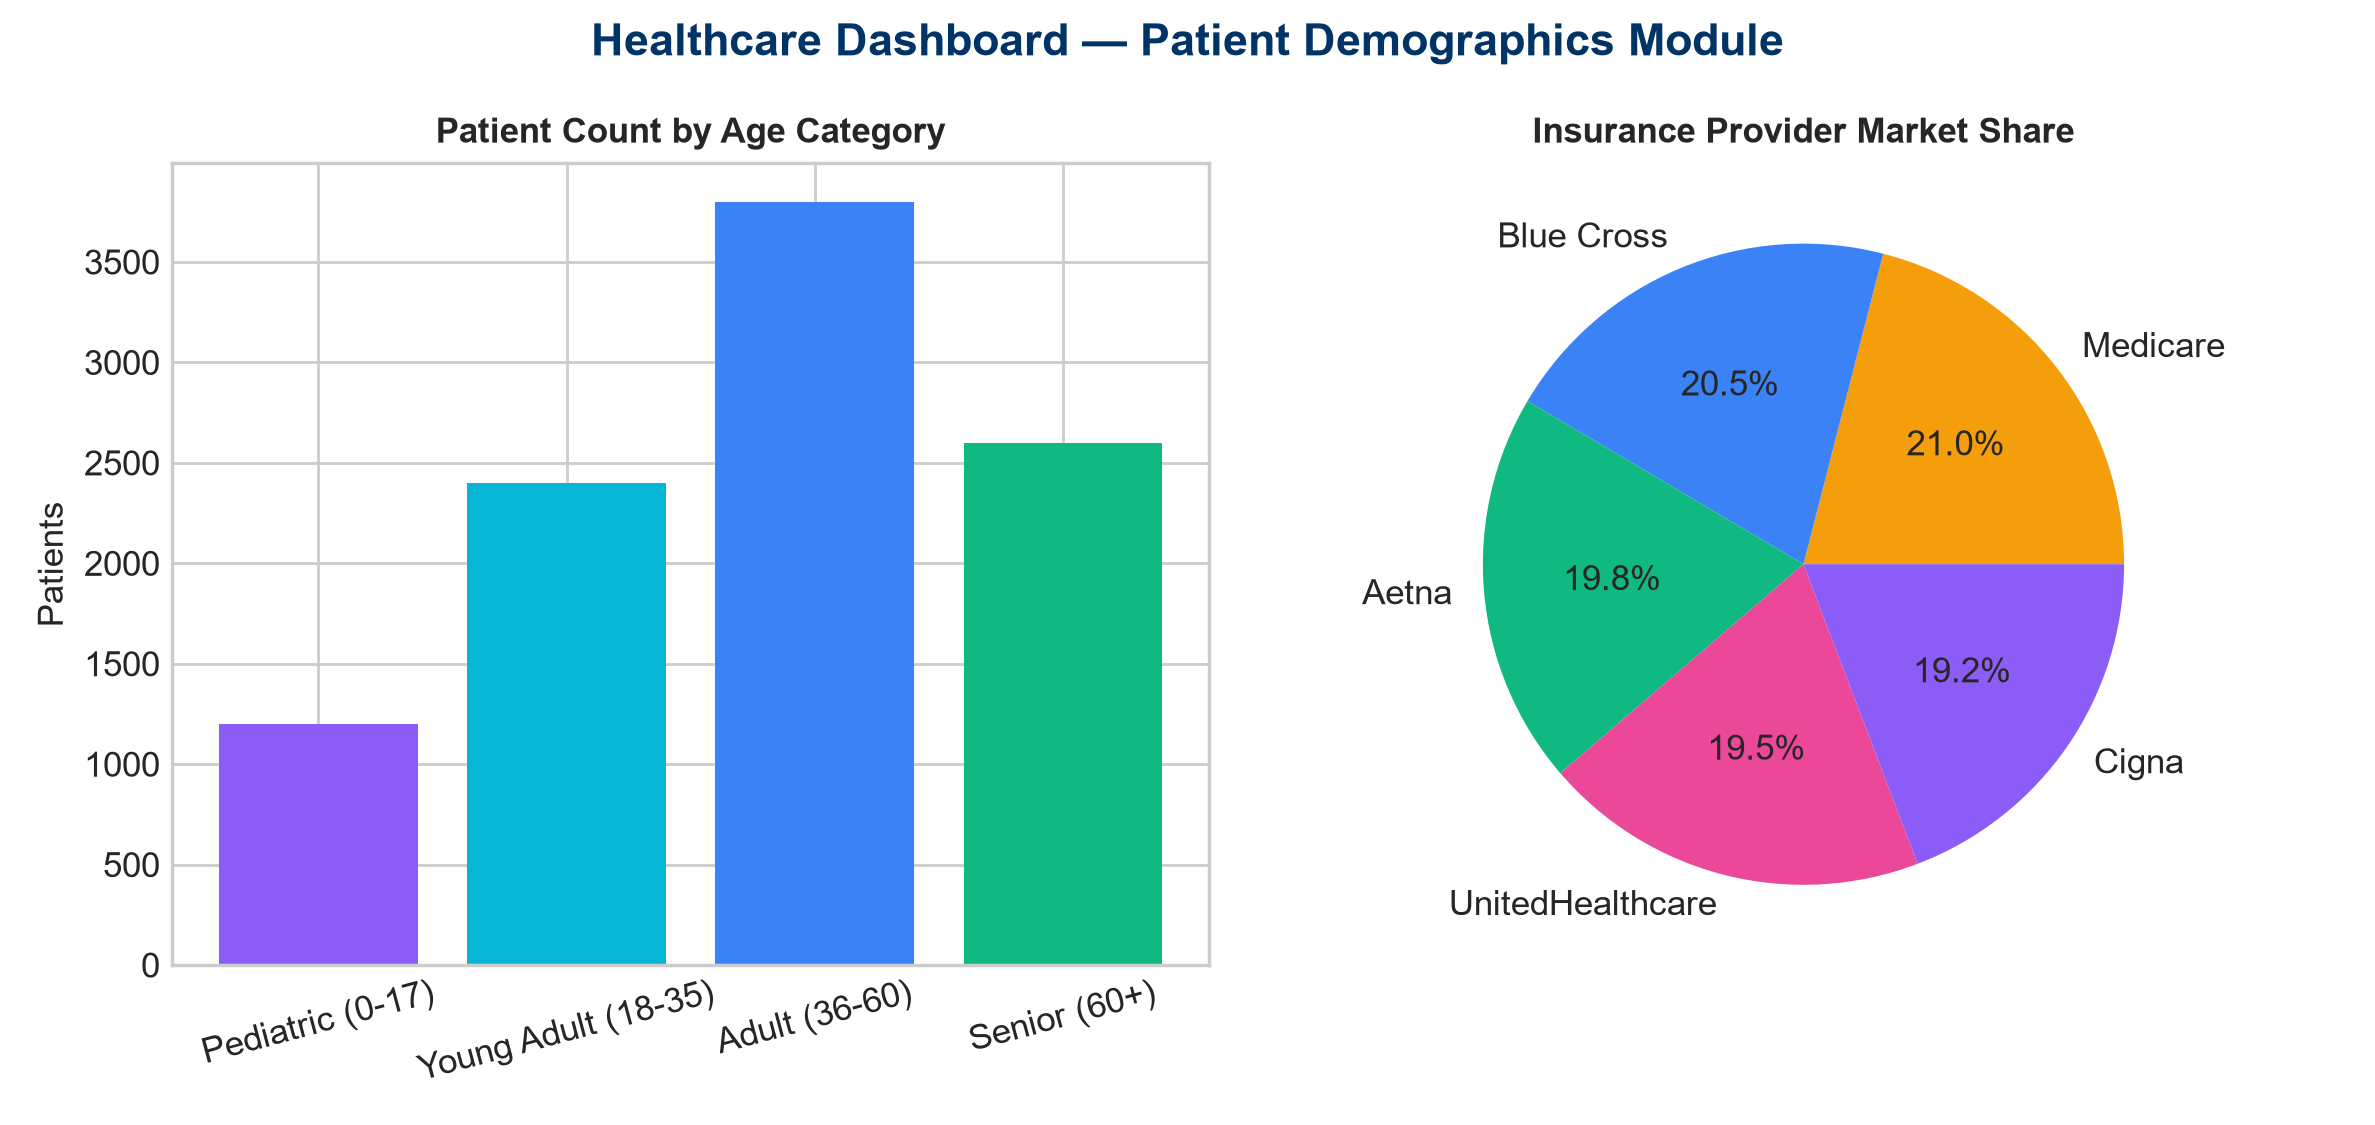 Healthcare Dashboard — Patient Demographics Module
Patient Count by Age Category
Patients
3500
3000
2500
2000
1500
1000
500
0
Pediatric (0-17)
Young Adult (18-35)
Adult (36-60)
Senior (60+)
Insurance Provider Market Share
Blue Cross
Medicare
20.5%
21.0%
Aetna
19.8%
19.2%
19.5%
Cigna
UnitedHealthcare